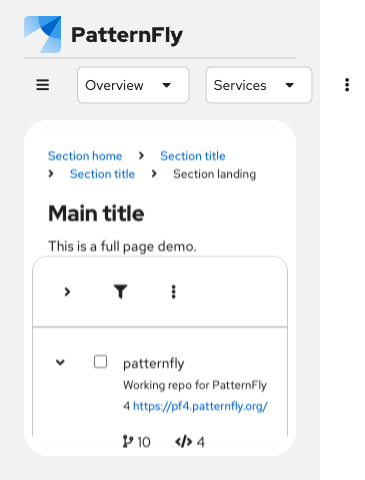 PatternFly
Overview Services
Section home Section title
Section title Section landing
Main title
This is a full page demo.
patternfly
Working repo for PatternFly
4 https://pf4.patternfly.org/
10 4